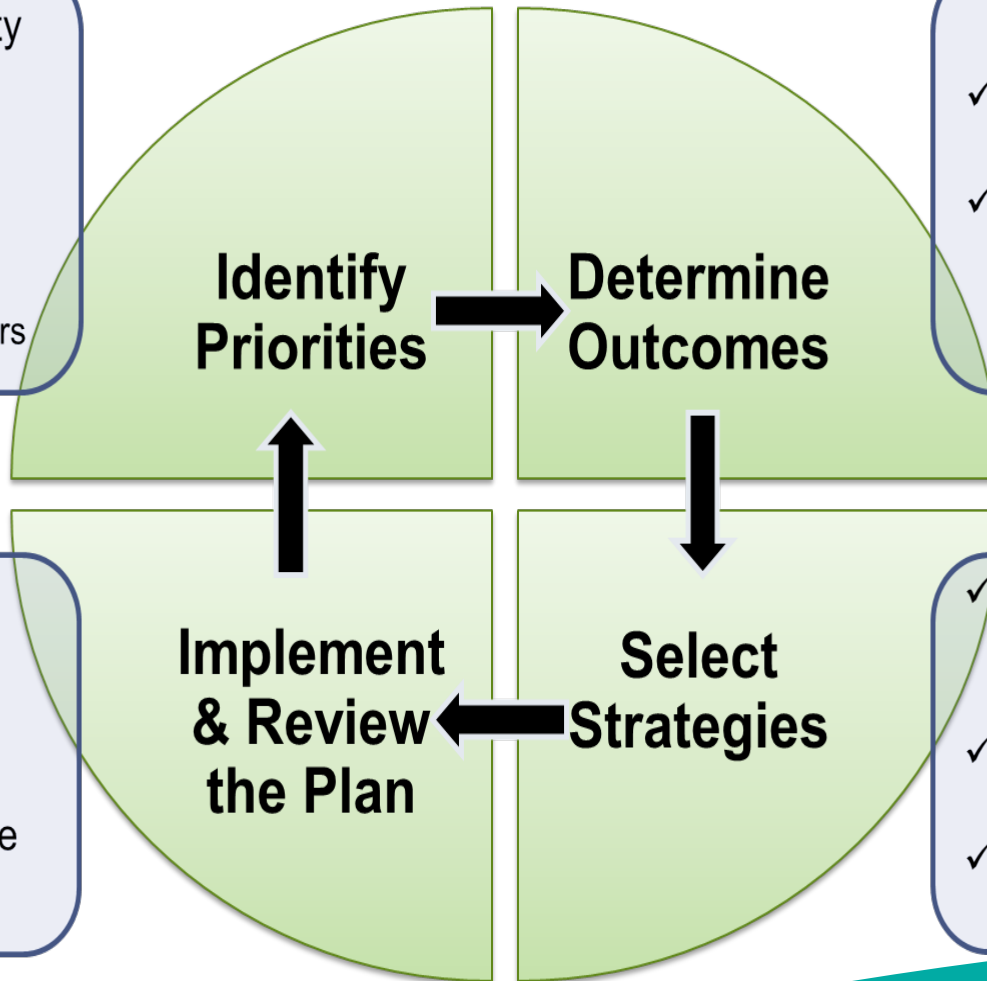 Identify
Priorities
Determine
Outcomes
Select
Strategies
Implement
& Review
the Plan